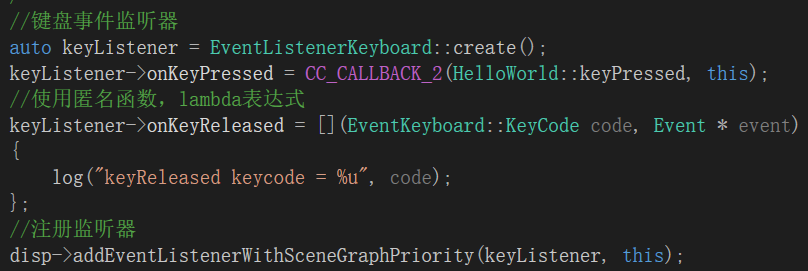 //键盘事件监听器
auto keyListener = EventListenerKeyboard::create();
keyListener->onKeyPressed = CC_CALLBACK_2(HelloWorld::keyPressed, this);
//使用匿名函数，lambda表达式
keyListener->onKeyReleased = [](EventKeyboard::KeyCode code, Event * event)
{
    log("keyReleased keycode = %u", code);
};
//注册监听器
disp->addEventListenerWithSceneGraphPriority(keyListener, this);